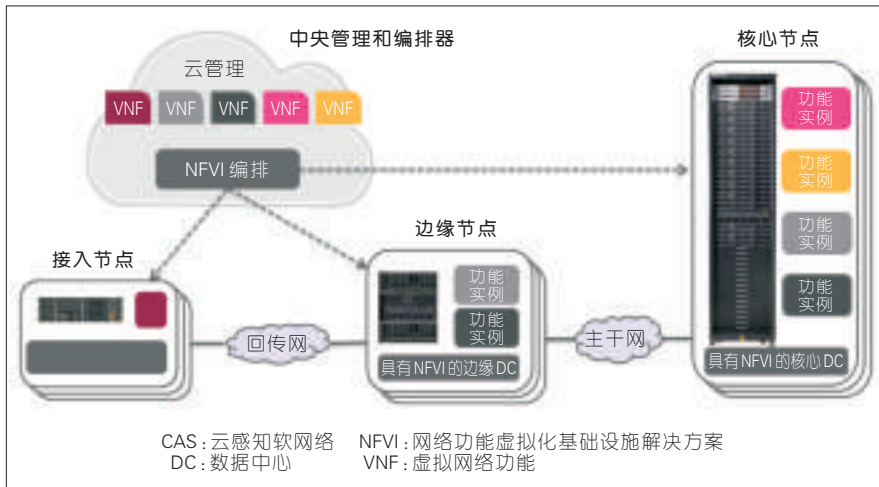 中央管理和编排器
云管理
VNF VNF VNF VNF VNF
NFVI 编排
核心节点
功能
实例
功能
实例
功能
实例
功能
实例
具有NFVI的核心DC
边缘节点
功能
实例
功能
实例
具有NFVI的边缘DC
接入节点
回传网
主干网
CAS：云感知软网络 NFVI：网络功能虚拟化基础设施解决方案
DC：数据中心 VNF：虚拟网络功能